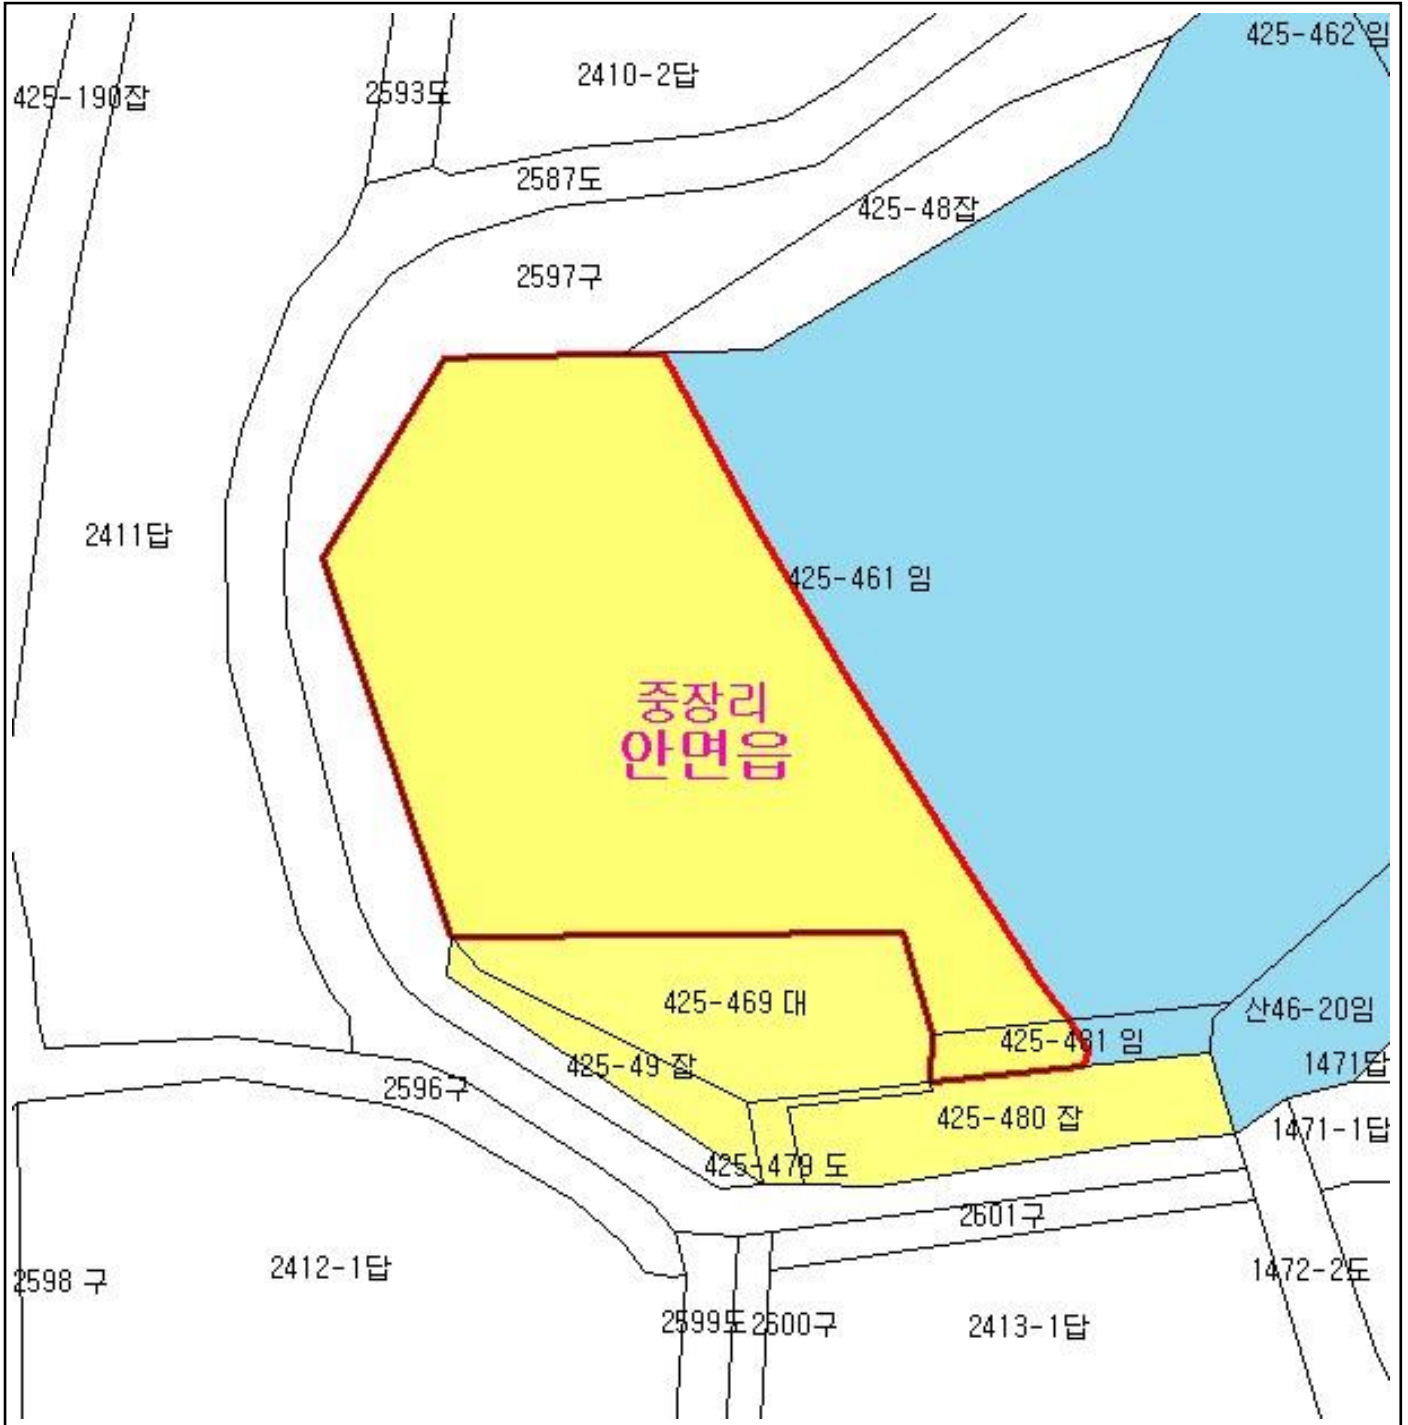 425-462 임
2410-2답
425-190잡
2593도
2587도
425-48잡
2597구
2411답
425-461 임
중장리
안면읍
425-469 대
산46-20임
425-481 임
425-49 잡
1471답
2596구
425-480 잡
1471-1답
425-479 도
2601구
2412-1답
1472-2도
2598 구
2599도
2600구
2413-1답